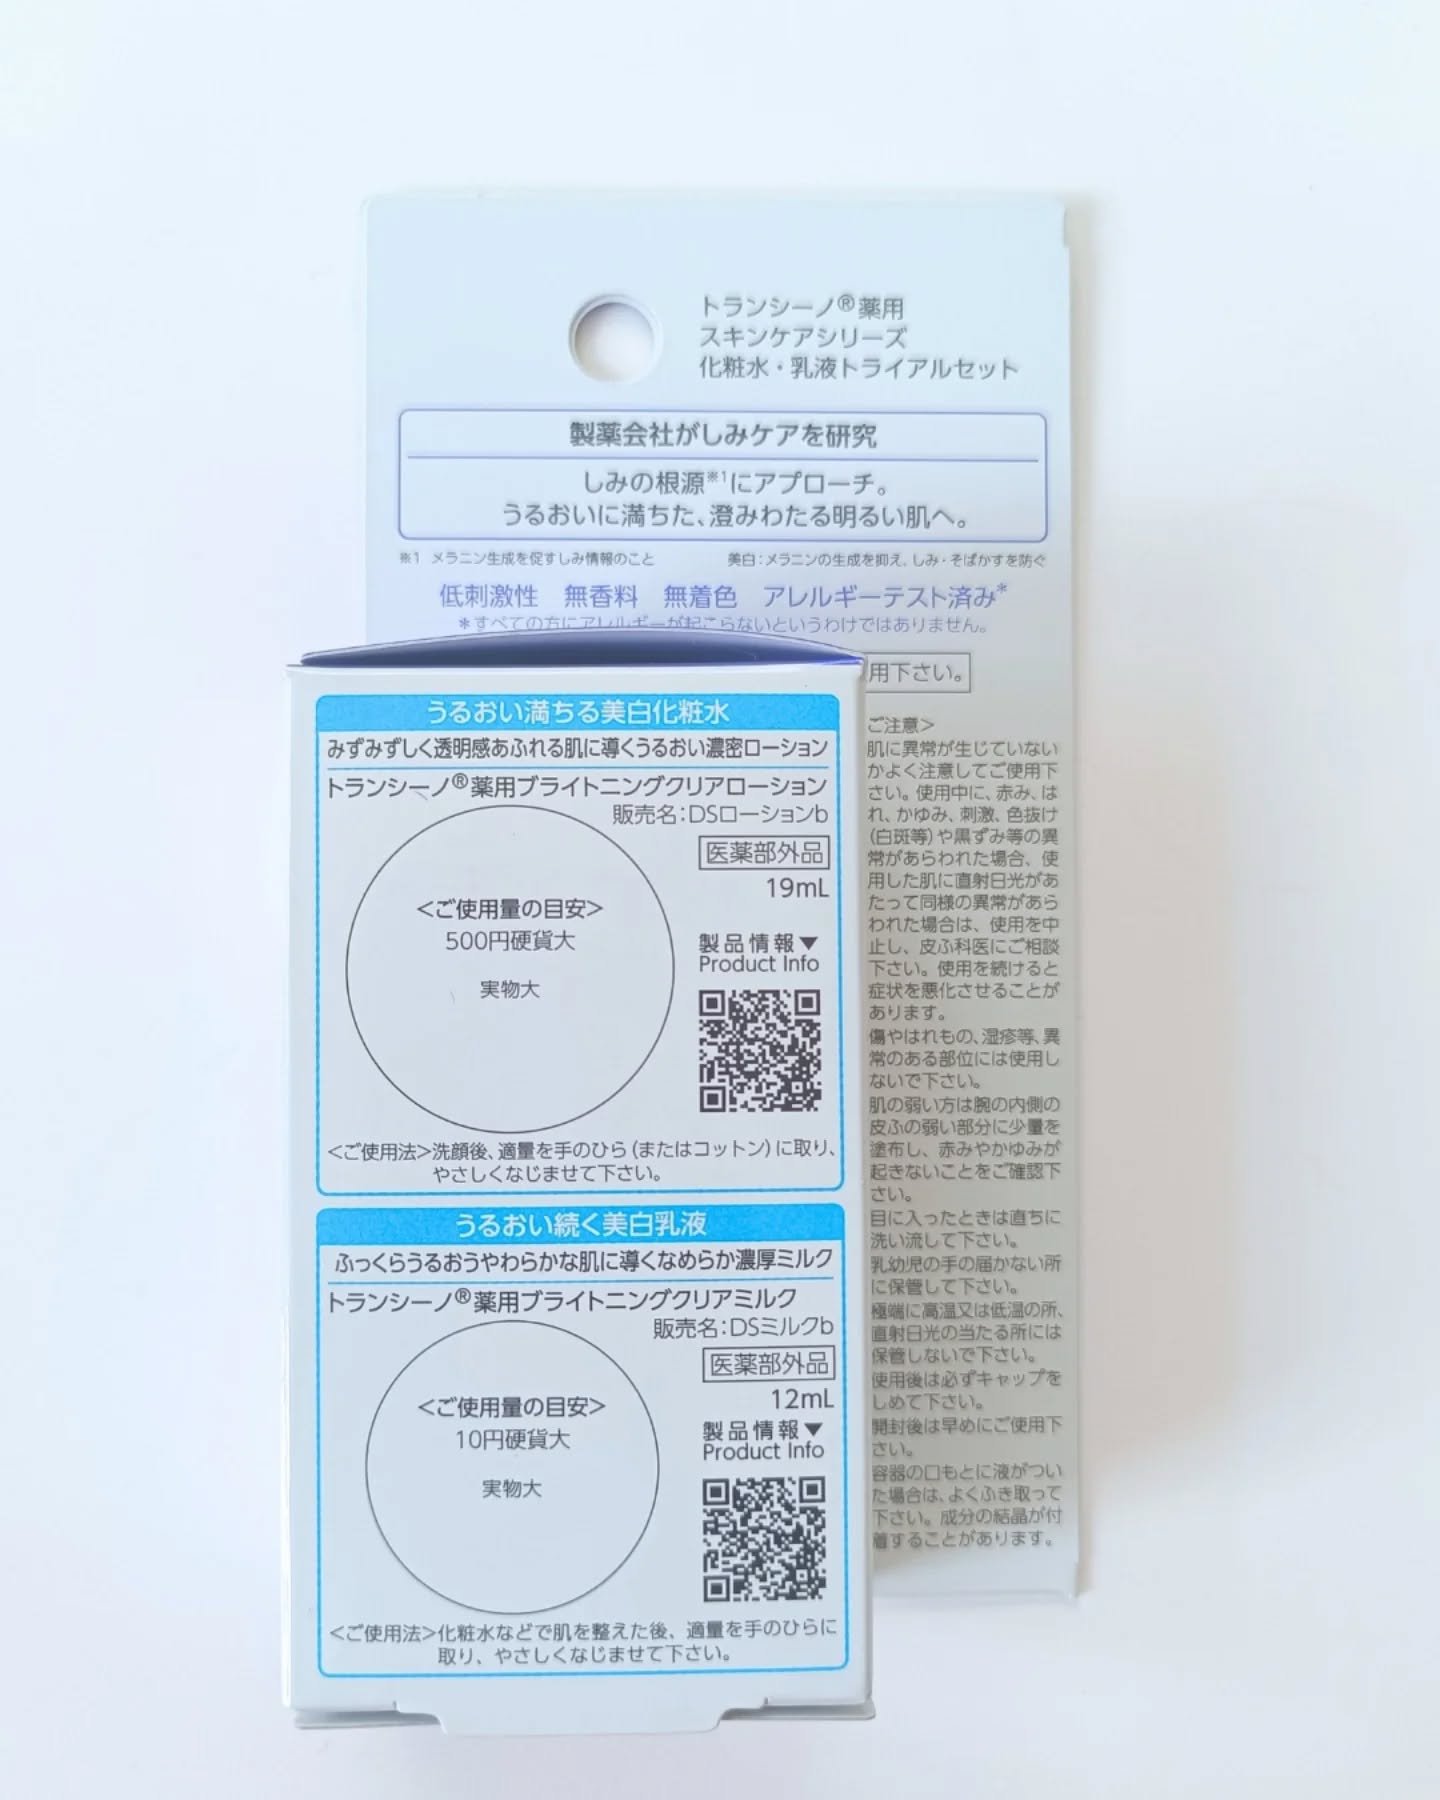 トランシーノ®薬用
スキンケアシリーズ
化粧水・乳液トライアルセット
製薬会社がしみケアを研究
しみの根源※1にアプローチ。
うるおいに満ちた、澄みわたる明るい肌へ。
※1 メラニン生成を促すしみ情報のこと 美白:メラニンの生成を抑え、しみ・そばかすを防ぐ
低刺激性 無香料 無着色 アレルギーテスト済み*
*すべての方にアレルギーが起こらないというわけではありません。
用下さい。
ご注意>
肌に異常が生じていない
かよく注意してご使用下
さい。使用中に、赤み、は
れ、かゆみ、刺激、色抜け
(白斑等)や黒ずみ等の異
常があらわれた場合、使
用した肌に直射日光があ
たって同様の異常があら
われた場合は、使用を中
止し、皮ふ科医にご相談
下さい。使用を続けると
症状を悪化させることが
あります。
傷やはれもの、湿疹等、異
常のある部位には使用し
ないで下さい。
肌の弱い方は腕の内側の
皮ふの弱い部分に少量を
塗布し、赤みやかゆみが
起きないことをご確認下
さい。
目に入ったときは直ちに
洗い流して下さい。
乳幼児の手の届かない所
に保管して下さい。
極端に高温又は低温の所、
直射日光の当たる所には
保管しないで下さい。
使用後は必ずキャップを
しめて下さい。
開封後は早めにご使用下
さい。
容器の口もとに液がつい
た場合は、よくふき取って
下さい。成分の結晶が付
着することがあります。
うるおい満ちる美白化粧水
みずみずしく透明感あふれる肌に導くうるおい濃密ローション
トランシーノ®薬用ブライトニングクリアローション
販売名:DSローションb
医薬部外品
19mL
<ご使用量の目安>
500円硬貨大
実物大
製品情報▼
Product Info
<ご使用法>洗顔後、適量を手のひら(またはコットン)に取り、
やさしくなじませて下さい。
うるおい続く美白乳液
ふっくらうるおうやわらかな肌に導くなめらか濃厚ミルク
トランシーノ®薬用ブライトニングクリアミルク
販売名:DSミルクb
医薬部外品
12mL
<ご使用量の目安>
10円硬貨大
実物大
製品情報▼
Product Info
<ご使用法>化粧水などで肌を整えた後、適量を手のひらに
取り、やさしくなじませて下さい。